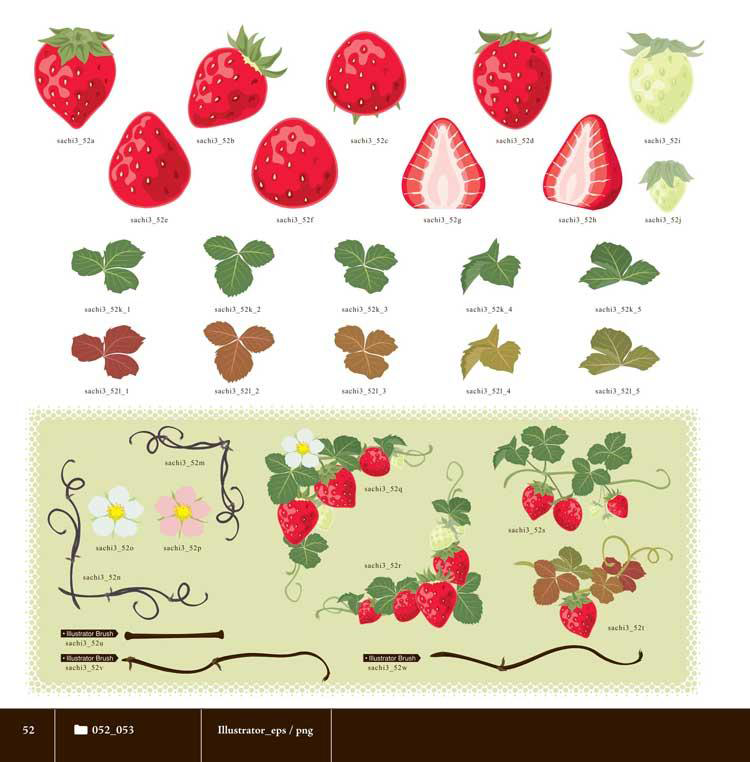 sachi3_52a
sachi3_52b
sachi3_52c
sachi3_52d
sachi3_52i
sachi3_52e
sachi3_52f
sachi3_52g
sachi3_52h
sachi3_52j
sachi3_52k_1
sachi3_52k_2
sachi3_52k_3
sachi3_52k_4
sachi3_52k_5
sachi3_52l_1
sachi3_52l_2
sachi3_52l_3
sachi3_52l_4
sachi3_52l_5
sachi3_52m
sachi3_52q
sachi3_52s
sachi3_52o
sachi3_52p
sachi3_52r
sachi3_52n
sachi3_52t
• Illustrator Brush
sachi3_52u
• Illustrator Brush
sachi3_52v
• Illustrator Brush
sachi3_52w
52
052_053
Illustrator_eps / png